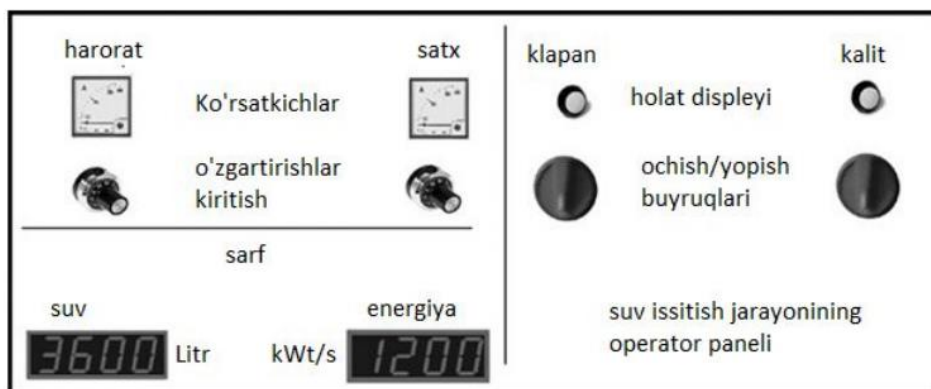 harorat
satx
Ko'rsatkichlar
o'zgartirishlar
kiritish
sarf
suv
energiya
3600 Litr
kWt/s 1200
klapan
kalit
holat displeyi
ochish/yopish
buyruqlari
suv issitish jarayonining
operator paneli